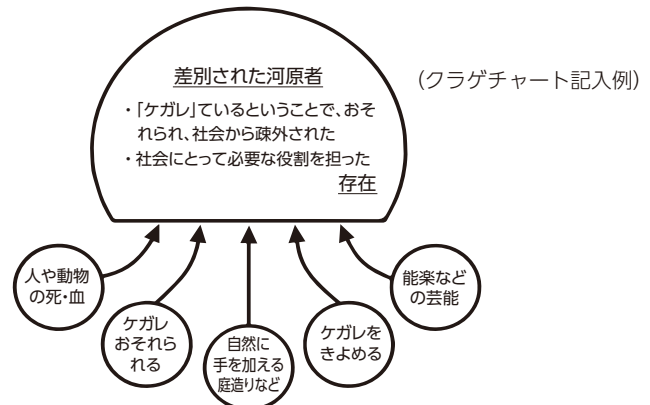 差別された河原者
・「ケガレ」ているということで、おそ
れられ、社会から疎外された
・社会にとって必要な役割を担った
存在
（クラゲチャート記入例）
人や動物
の死・血
ケガレ
おそれら
れる
自然に
手を加える
庭造りなど
ケガレを
きよめる
能楽など
の芸能